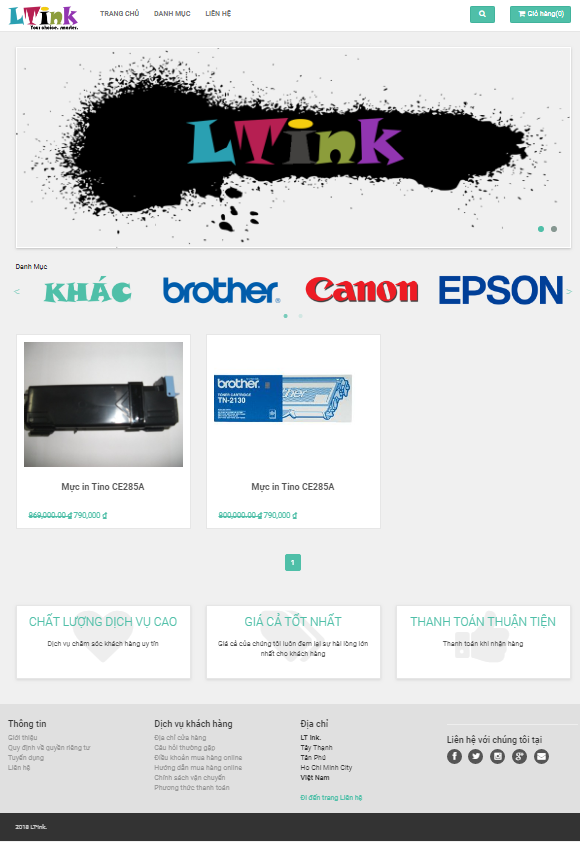 LTink
Your choice. master.
TRANG CHỦ
DANH MỤC
LIÊN HỆ
Giỏ hàng(0)
LTink
Danh Mục
< KHÁC brother Canon EPSON >
brother
TONER CARTRIDGE
TN-2130
Mực in Tino CE285A
869,000.00 ₫ 790,000 ₫
Mực in Tino CE285A
800,000.00 ₫ 790,000 ₫
1
CHẤT LƯỢNG DỊCH VỤ CAO
Dịch vụ chăm sóc khách hàng uy tín
GIÁ CẢ TỐT NHẤT
Giá cả của chúng tôi luôn đem lại sự hài lòng lớn
nhất cho khách hàng
THANH TOÁN THUẬN TIỆN
Thanh toán khi nhận hàng
Thông tin
Giới thiệu
Quy định về quyền riêng tư
Tuyển dụng
Liên hệ
Dịch vụ khách hàng
Địa chỉ cửa hàng
Câu hỏi thường gặp
Điều khoản mua hàng online
Hướng dẫn mua hàng online
Chính sách vận chuyển
Phương thức thanh toán
Địa chỉ
LT Ink.
Tây Thạnh
Tân Phú
Ho Chi Minh City
Việt Nam
Đi đến trang Liên hệ
Liên hệ với chúng tôi tại
2018 LTInk.